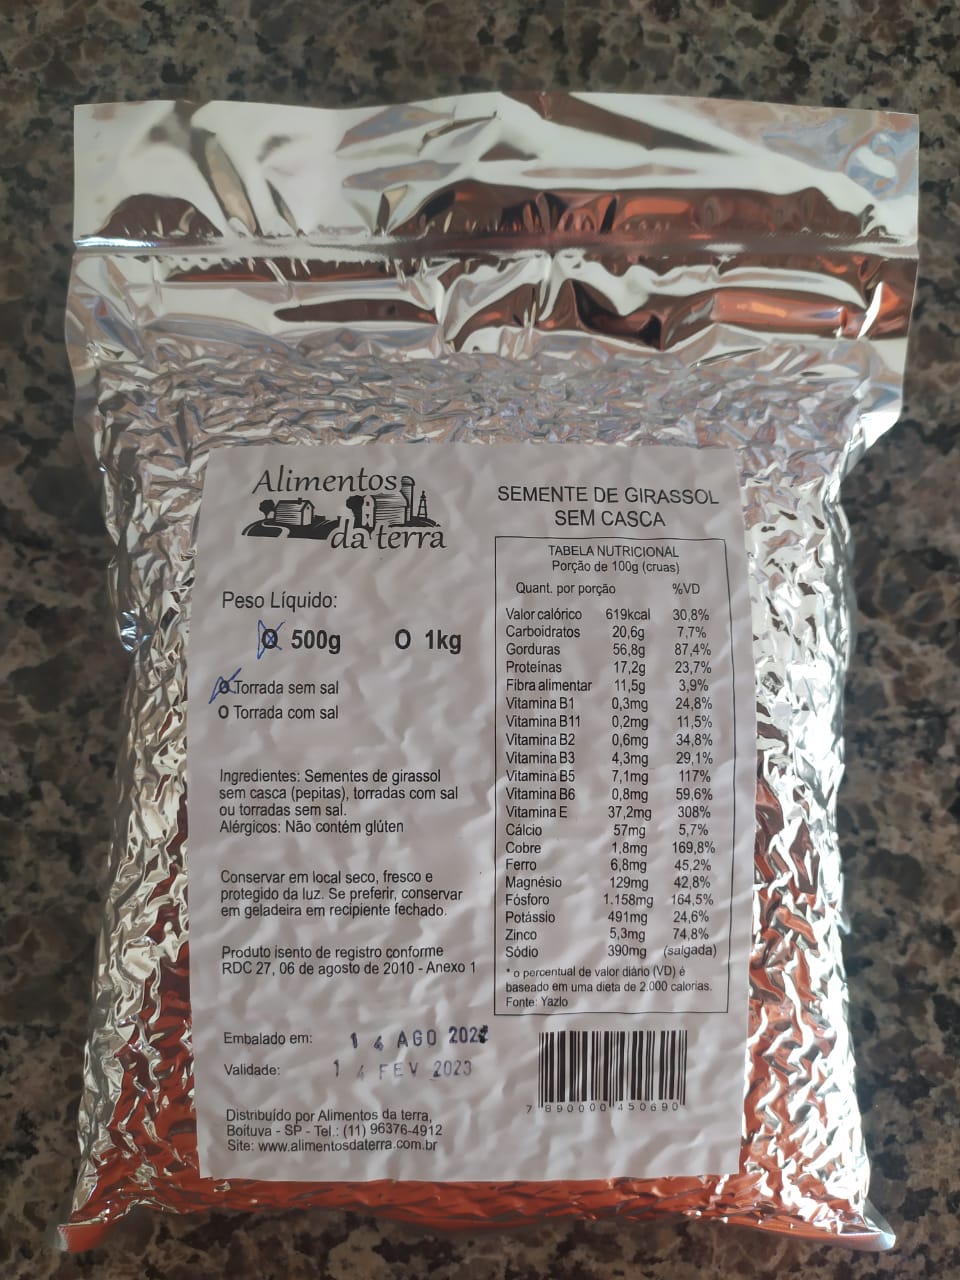 Alimentos
da terra
Peso Líquido:
O 500g O 1kg
O Torrada sem sal
O Torrada com sal
Ingredientes: Sementes de girassol
sem casca (pepitas), torradas com sal
ou torradas sem sal.
Alérgicos: Não contém glúten
Conservar em local seco, fresco e
protegido da luz. Se preferir, conservar
em geladeira em recipiente fechado.
Produto isento de registro conforme
RDC 27, 06 de agosto de 2010 - Anexo 1
Embalado em: 14 AGO 2022
Validade: 14 FEV 2023
Distribuído por Alimentos da terra,
Boituva - SP - Tel.: (11) 96376-4912
Site: www.alimentosdaterra.com.br
SEMENTE DE GIRASSOL
SEM CASCA
TABELA NUTRICIONAL
Porção de 100g (cruas)
Quant. por porção %VD
Valor calórico 619kcal 30,8%
Carboidratos 20,6g 7,7%
Gorduras 56,8g 87,4%
Proteínas 17,2g 23,7%
Fibra alimentar 11,5g 3,9%
Vitamina B1 0,3mg 24,8%
Vitamina B11 0,2mg 11,5%
Vitamina B2 0,6mg 34,8%
Vitamina B3 4,3mg 29,1%
Vitamina B5 7,1mg 117%
Vitamina B6 0,8mg 59,6%
Vitamina E 37,2mg 308%
Cálcio 57mg 5,7%
Cobre 1,8mg 169,8%
Ferro 6,8mg 45,2%
Magnésio 129mg 42,8%
Fósforo 1.158mg 164,5%
Potássio 491mg 24,6%
Zinco 5,3mg 74,8%
Sódio 390mg (salgada)
* o percentual de valor diário (VD) é
baseado em uma dieta de 2.000 calorias.
Fonte: Yazlo
7 890000 450690